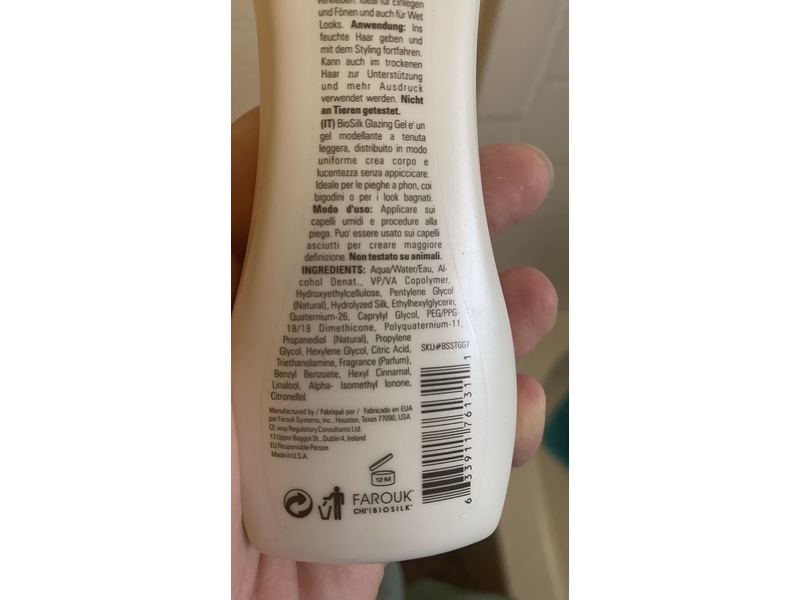 verkleben. Ideal für Einlegen
und Fönen und auch für Wet
Looks. Anwendung: Ins
feuchte Haar geben und
mit dem Styling fortfahren.
Kann auch im trockenen
Haar zur Unterstützung
und mehr Ausdruck
verwendet werden. Nicht
an Tieren getestet.
(IT) BioSilk Glazing Gel e' un
gel modellante a tenuta
leggera, distribuito in modo
uniforme crea corpo e
lucentezza senza appiccicare.
Ideale per le pieghe a phon, coi
bigodini o per i look bagnati.
Modo d'uso: Applicare sui
capelli umidi e procedure alla
piega. Puo' essere usato sui capelli
asciutti per creare maggiore
definizione. Non testato su animali.
INGREDIENTS: Aqua/Water/Eau, Al-
cohol Denat., VP/VA Copolymer,
Hydroxyethylcellulose, Pentylene Glycol
(Natural), Hydrolyzed Silk, Ethylhexylglycerin,
Quaternium-26, Caprylyl Glycol, PEG/PPG-
18/18 Dimethicone, Polyquaternium-11,
Propanediol (Natural), Propylene
Glycol, Hexylene Glycol, Citric Acid,
Triethanolamine, Fragrance (Parfum),
Benzyl Benzoate, Hexyl Cinnamal,
Linalool, Alpha- Isomethyl Ionone,
Citronellol.
SKU#BSSTGG7
Manufactured by / Fabriqué par / Fabricado en EUA
por Farouk Systems, Inc., Houston, Texas 77090, USA
CE way Regulatory Consultants Ltd.
13 Upper Baggot St., Dublin 4, Ireland
EU Responsible Person
Made in U.S.A.
6 33911 76131 1
12 M
FAROUK
CHI BIOSILK